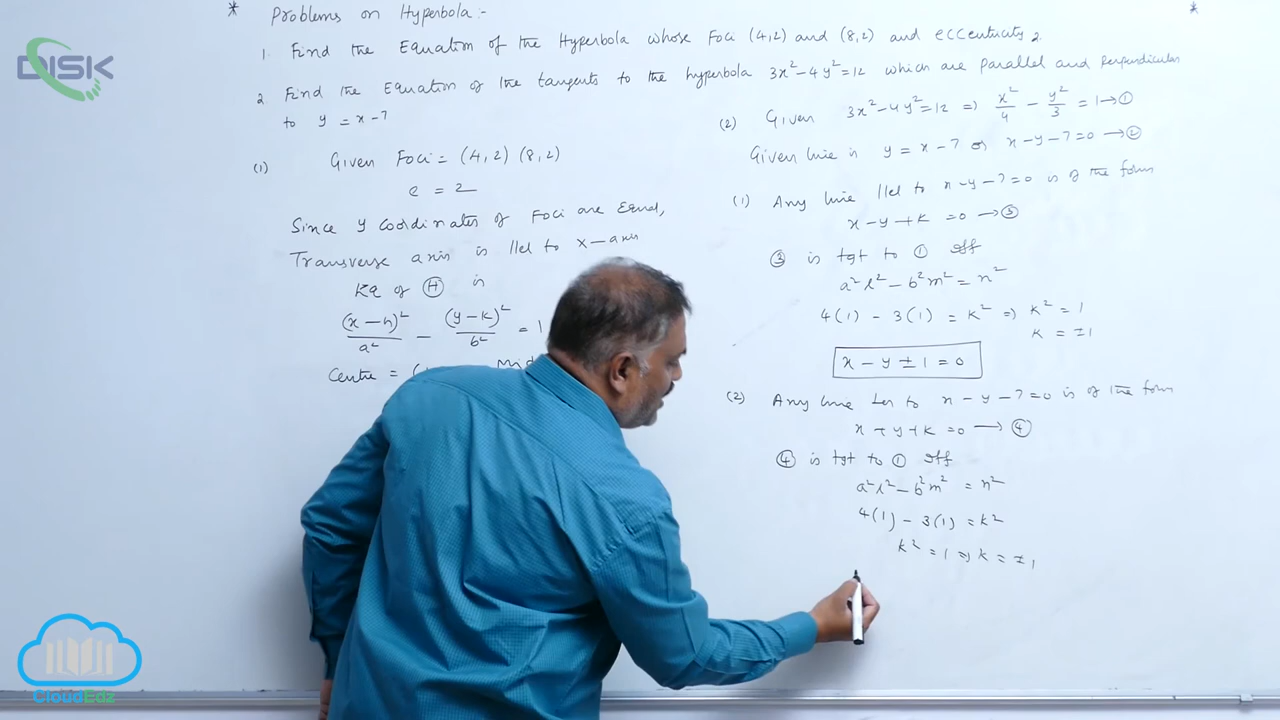 DISK
* Problems on Hyperbola:-
*
1. Find the Equation of the Hyperbola whose Foci (4,2) and (8,2) and eccentricity 2.
2 Find the Equation of the tangents to the hyperbola 3x²-4y²=12 which are parallel and perpendicular
to y = x-7
(1) Given Foci = (4,2) (8,2)
e = 2
Since y coordinates of Foci are Equal,
Transverse axis is llel to x-axis
Eq of Ⓗ is
(x-h)²/a² - (y-k)²/b² = 1
Centre = ( Mid
(2) Given 3x²-4y²=12 ⇒ x²/4 - y²/3 = 1→①
Given line is y = x-7 or x-y-7=0 →②
(1) Any line llel to x-y-7=0 is of the form
x-y+k =0 →③
③ is tgt to ① iff
a²l²-b²m²=n²
4(1) - 3(1) = k² ⇒ k² = 1
k = ±1
x-y±1=0
(2) Any line ler to x-y-7=0 is of the form
x+y+k =0 → ④
④ is tgt to ① iff
a²l²-b²m² = n²
4(1) - 3(1) = k²
k² = 1 ⇒ k = ±1
CloudEdz